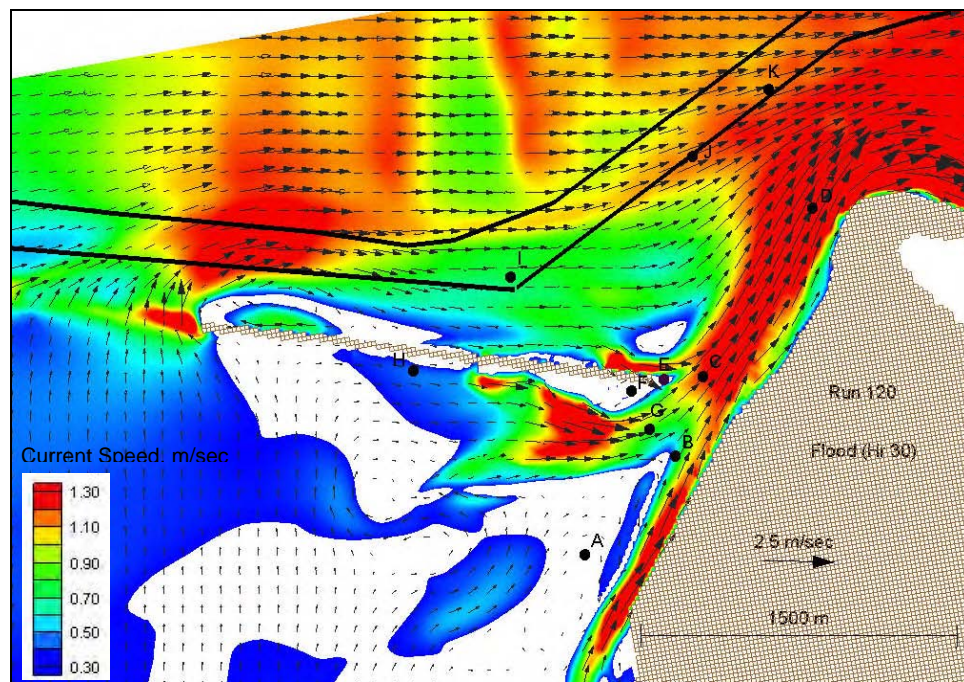 K
J
D
I
H
E
F
C
G
B
Run 120
Flood (Hr 30)
Current Speed, m/sec
1.30
1.10
0.90
0.70
0.50
0.30
A
2.5 m/sec
1500 m